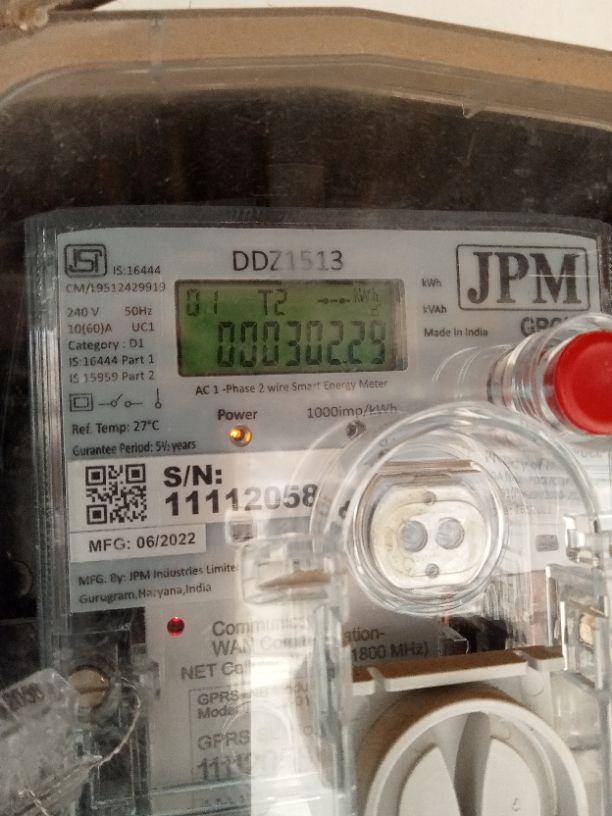 DDZ1513
IS:16444
CM/L9512429919
240 V 50Hz
10(60)A UC1
Category : D1
IS:16444 Part 1
IS 15959 Part 2
01 T2 kWh
00030229
kWh
kVAh
JPM
Made in India
AC 1 -Phase 2 wire Smart Energy Meter
Ref. Temp: 27°C
Power
1000imp/kWh
Gurantee Period: 5½ years
S/N:
11112058
MFG: 06/2022
MFG. By: JPM Industries Limite
Gurugram,Haryana,India
WAN
1800 MHz)
NET
GPRS